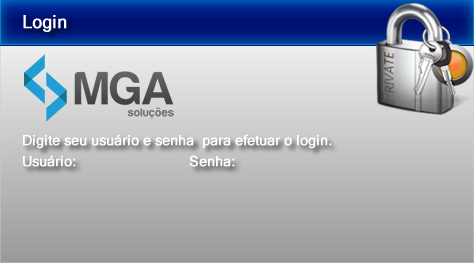 Login
PRIVATE
MGA
soluções
Digite seu usuário e senha para efetuar o login.
Usuário: Senha: